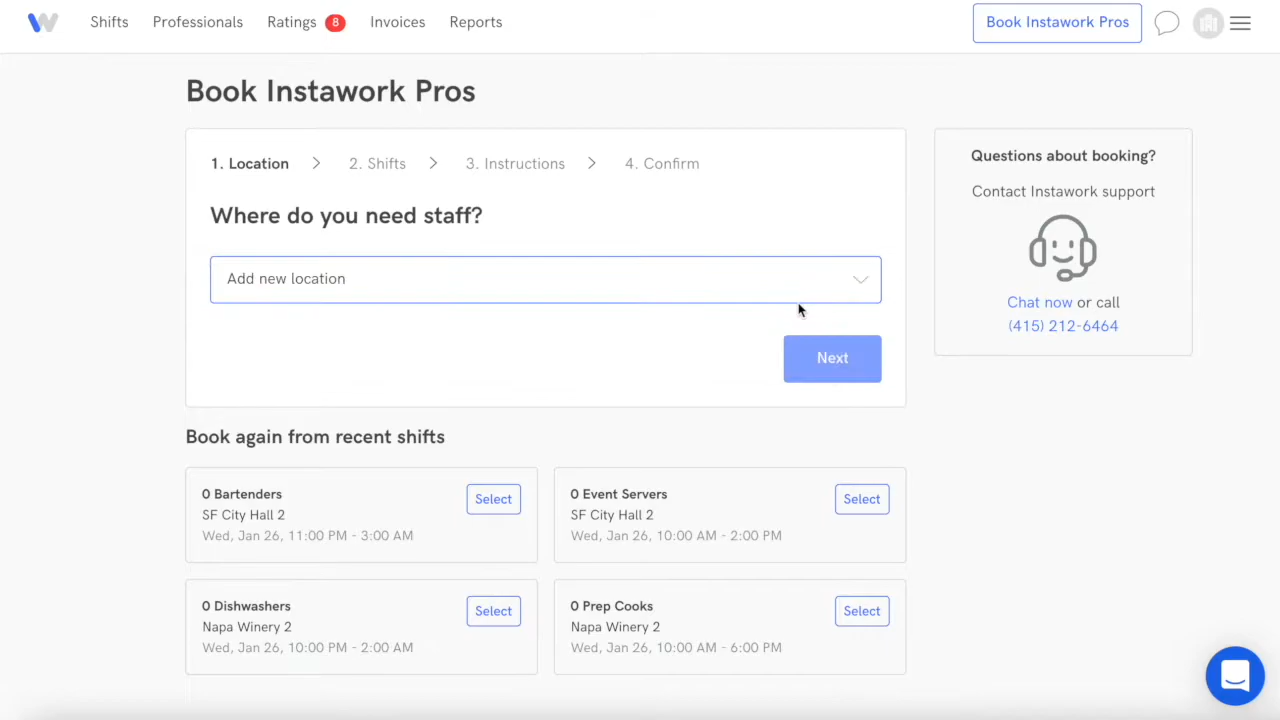 Shifts Professionals Ratings 8 Invoices Reports Book Instawork Pros
Book Instawork Pros
1. Location 2. Shifts 3. Instructions 4. Confirm
Where do you need staff?
Add new location
Next
Questions about booking?
Contact Instawork support
Chat now or call
(415) 212-6464
Book again from recent shifts
0 Bartenders
SF City Hall 2
Wed, Jan 26, 11:00 PM - 3:00 AM
Select
0 Event Servers
SF City Hall 2
Wed, Jan 26, 10:00 AM - 2:00 PM
Select
0 Dishwashers
Napa Winery 2
Wed, Jan 26, 10:00 PM - 2:00 AM
Select
0 Prep Cooks
Napa Winery 2
Wed, Jan 26, 10:00 AM - 6:00 PM
Select